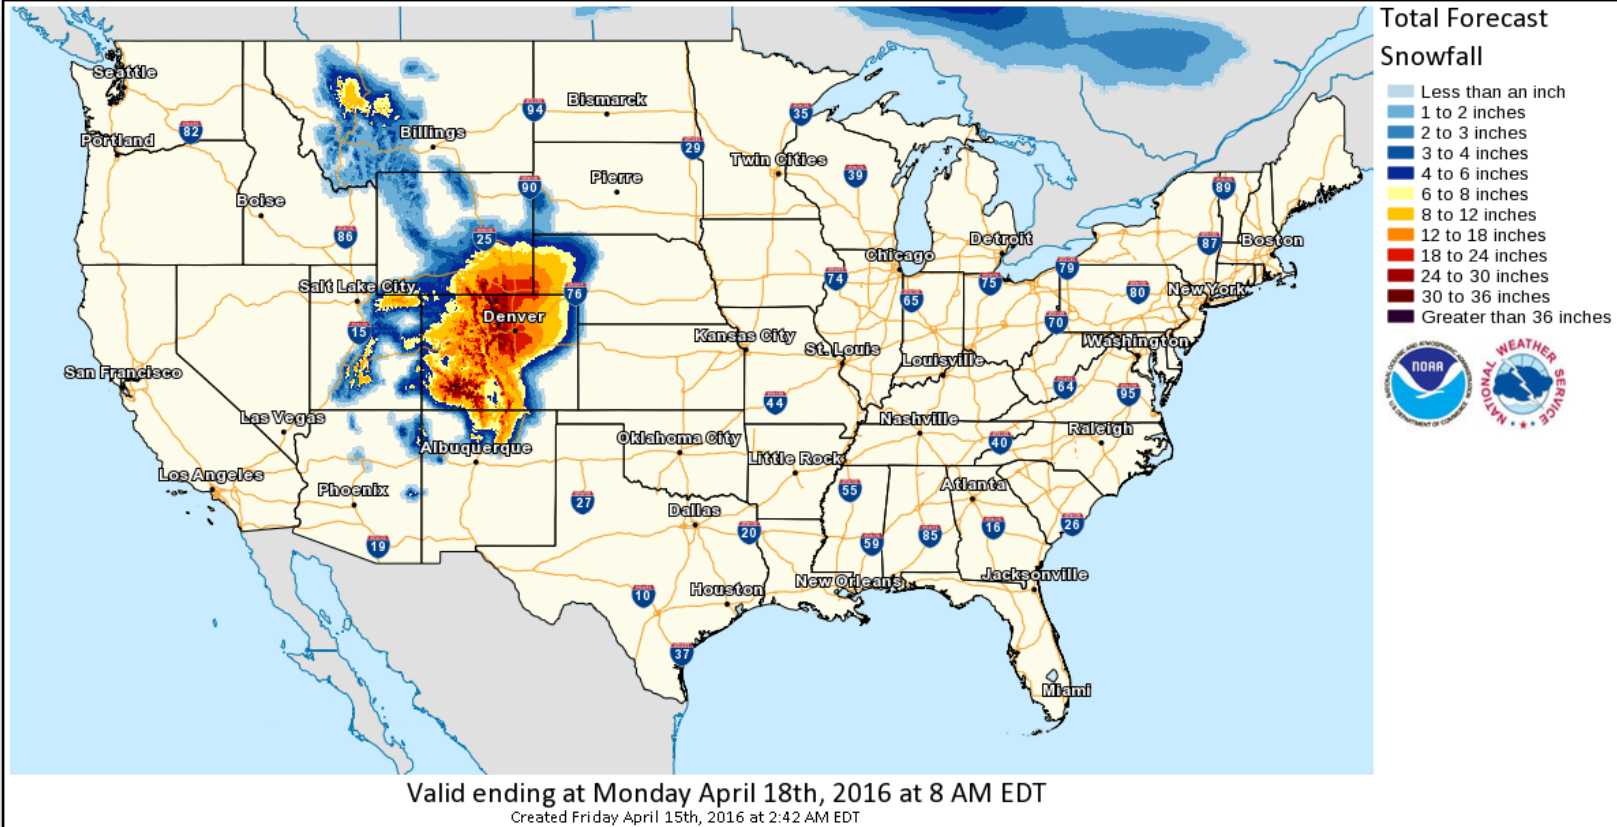 Total Forecast
Snowfall
Less than an inch
1 to 2 inches
2 to 3 inches
3 to 4 inches
4 to 6 inches
6 to 8 inches
8 to 12 inches
12 to 18 inches
18 to 24 inches
24 to 30 inches
30 to 36 inches
Greater than 36 inches
NOAA
NATIONAL WEATHER SERVICE
Seattle
Portland
82
Billings
94
Bismarck
35
29
Twin Cities
39
Pierre
90
Boise
86
25
89
87
Boston
Detroit
Chicago
79
75
74
65
80
New York
Salt Lake City
76
15
Denver
70
Kansas City
St. Louis
Louisville
Washington
San Francisco
64
95
44
Las Vegas
Nashville
Raleigh
40
Albuquerque
Oklahoma City
Little Rock
Los Angeles
Phoenix
27
55
Atlanta
Dallas
20
59
85
16
26
19
10
Houston
New Orleans
Jacksonville
37
Miami
Valid ending at Monday April 18th, 2016 at 8 AM EDT
Created Friday April 15th, 2016 at 2:42 AM EDT